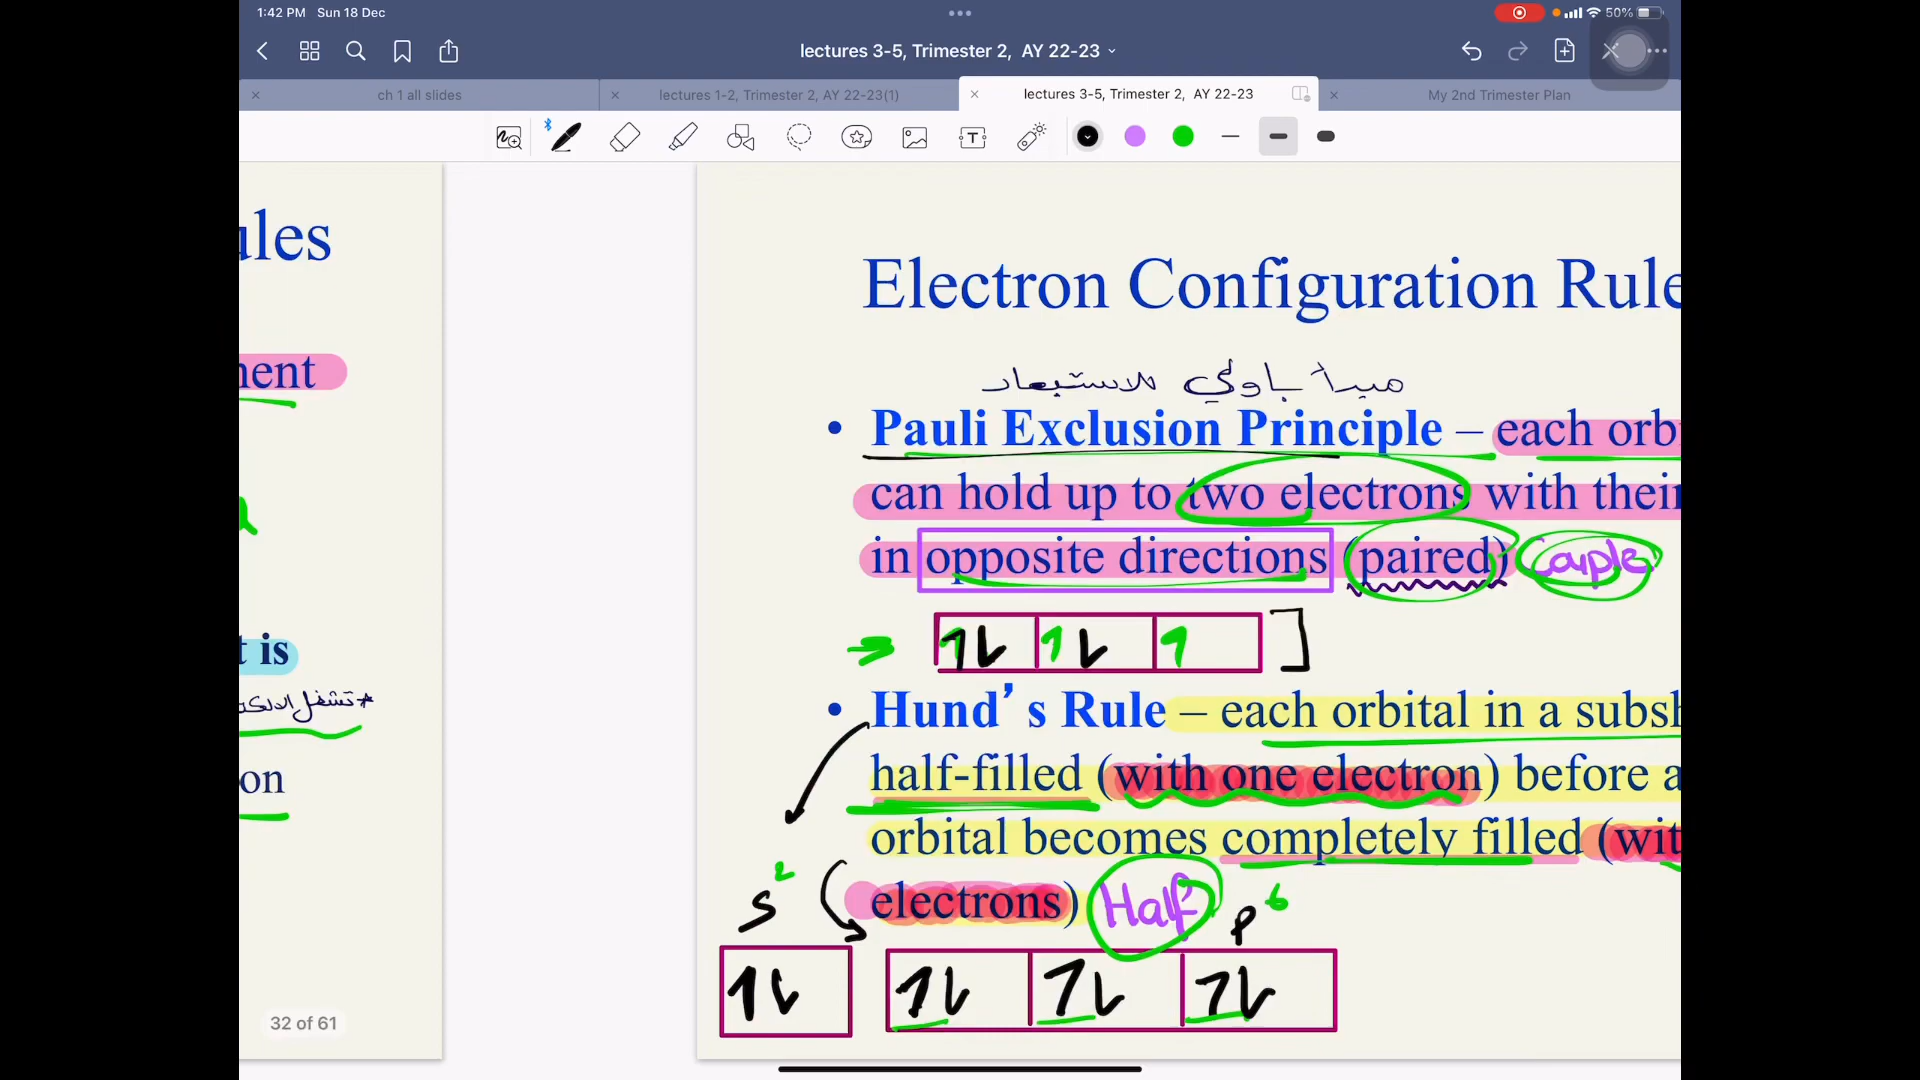 1:42 PM Sun 18 Dec
50%
lectures 3-5, Trimester 2, AY 22-23
ch 1 all slides
lectures 1-2, Trimester 2, AY 22-23(1)
lectures 3-5, Trimester 2, AY 22-23
My 2nd Trimester Plan
ules
nent
t is
on
32 of 61
Electron Configuration Rule
مبدأ باولي للاستبعاد
• Pauli Exclusion Principle – each orb
can hold up to two electrons with their
in opposite directions (paired) Couple
• Hund's Rule – each orbital in a subsh
half-filled (with one electron) before a
orbital becomes completely filled (wit
electrons) Half
s² p⁶